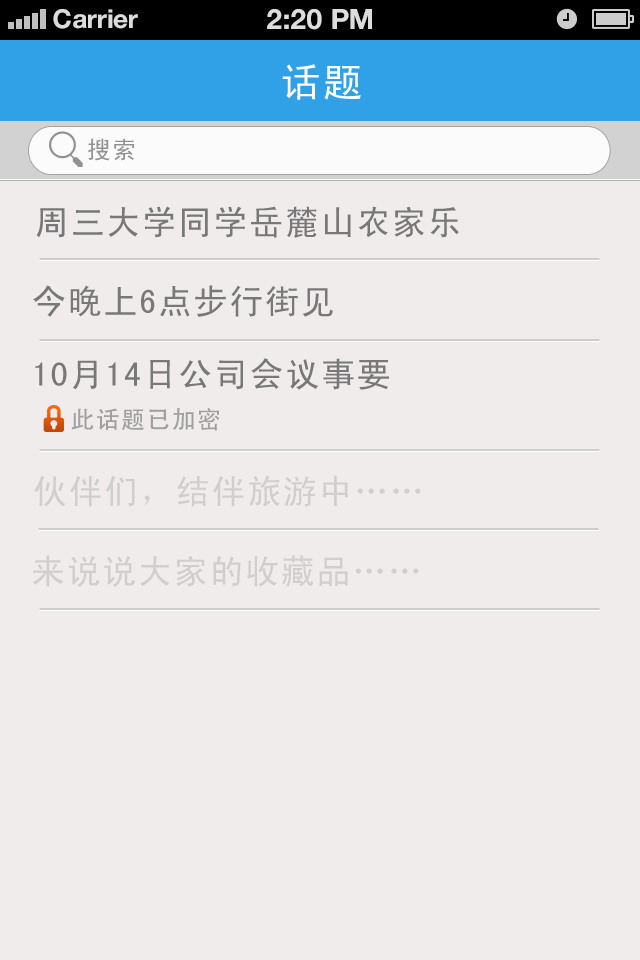 Carrier 2:20 PM
话题
搜索
周三大学同学岳麓山农家乐
今晚上6点步行街见
10月14日公司会议事要
此话题已加密
伙伴们，结伴旅游中……
来说说大家的收藏品……